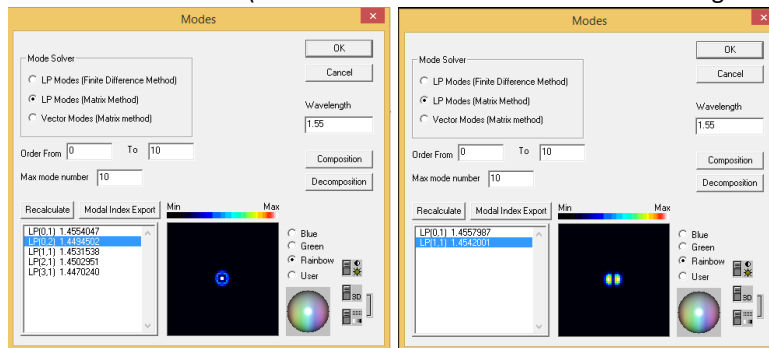 Modes
Mode Solver
LP Modes (Finite Difference Method)
LP Modes (Matrix Method)
Vector Modes (Matrix method)
OK
Cancel
Wavelength
1.55
Order From 0 To 10
Max mode number 10
Composition
Decomposition
Recalculate Modal Index Export Min Max
LP(0,1) 1.4554047
LP(0,2) 1.4494502
LP(1,1) 1.4531538
LP(2,1) 1.4502951
LP(3,1) 1.4470240
Blue
Green
Rainbow
User
3D
Modes
Mode Solver
LP Modes (Finite Difference Method)
LP Modes (Matrix Method)
Vector Modes (Matrix method)
OK
Cancel
Wavelength
1.55
Order From 0 To 10
Max mode number 10
Composition
Decomposition
Recalculate Modal Index Export Min Max
LP(0,1) 1.4557987
LP(1,1) 1.4542001
Blue
Green
Rainbow
User
3D